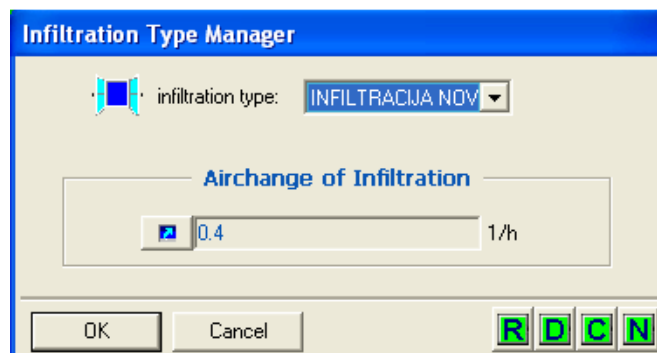 Infiltration Type Manager
infiltration type: INFILTRACIJA NOV
Airchange of Infiltration
0.4 1/h
OK Cancel R D C N